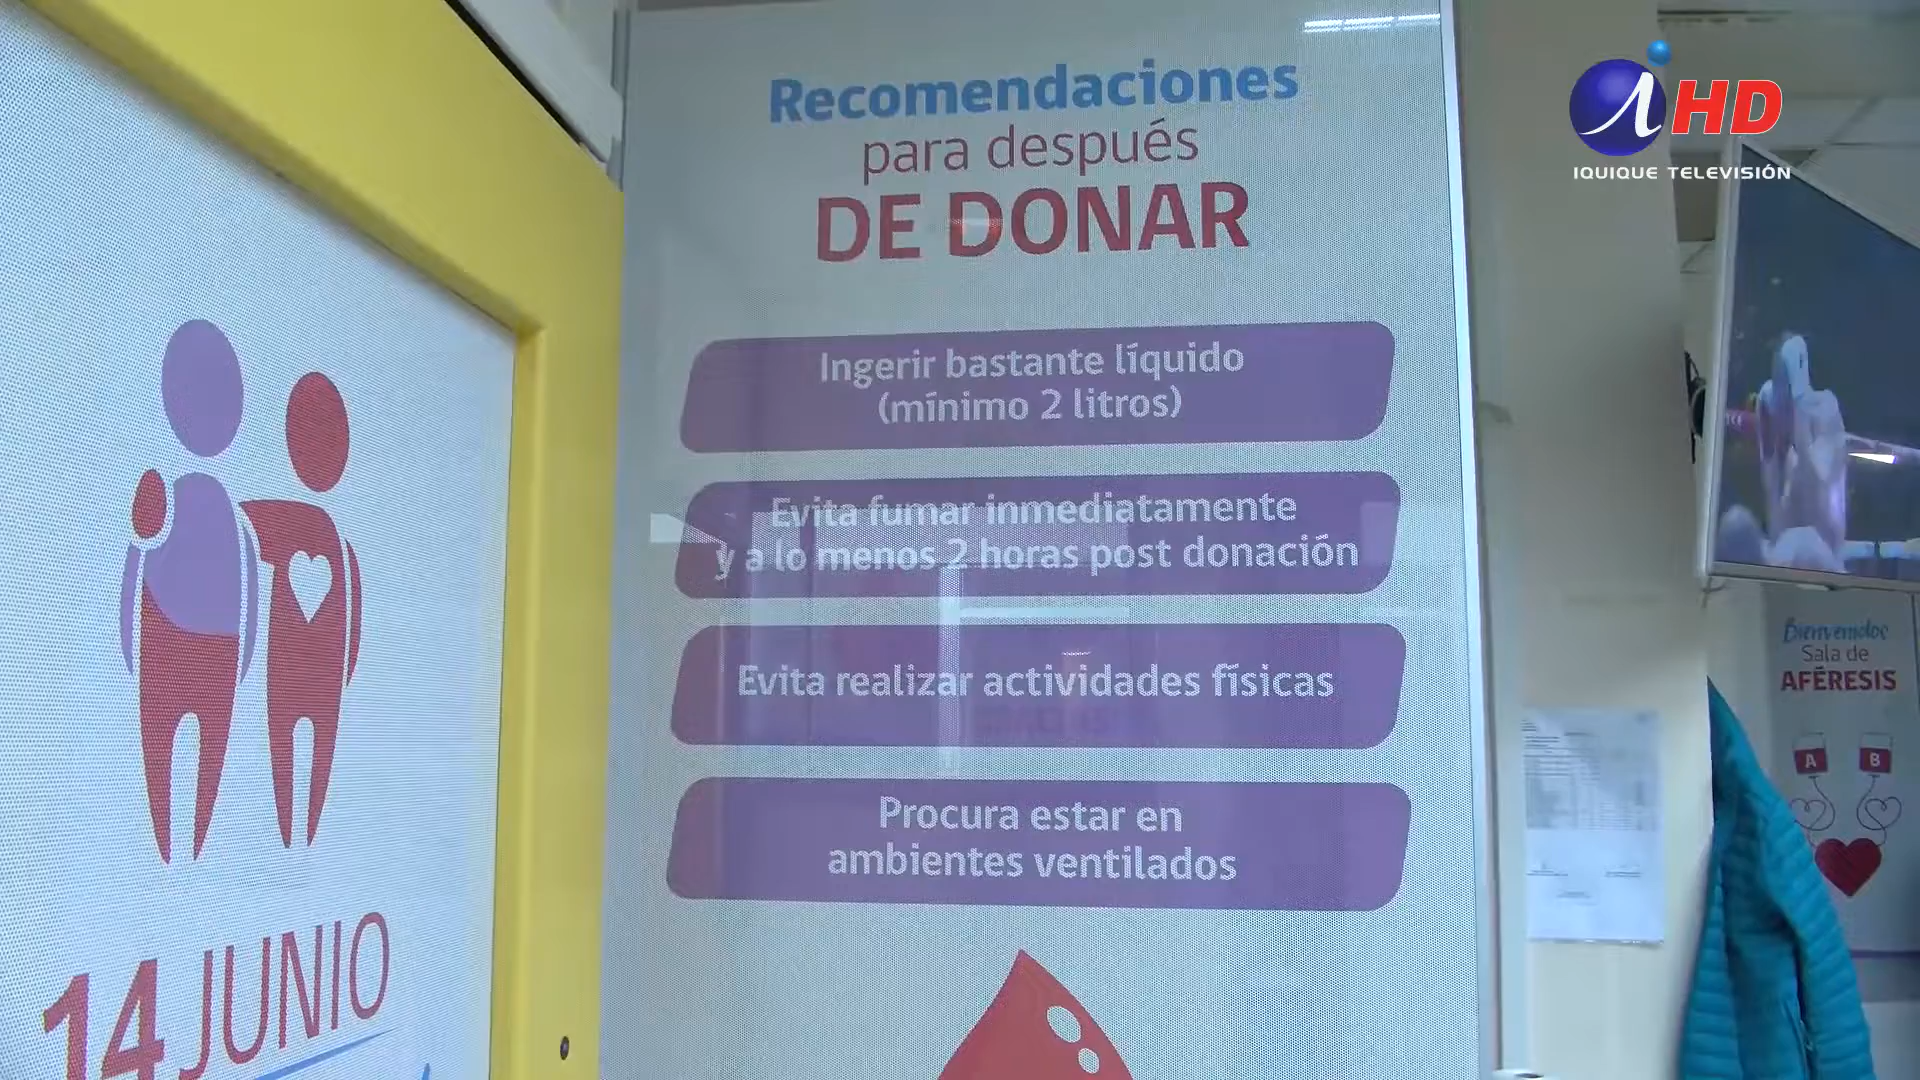 Recomendaciones
para después
DE DONAR
Ingerir bastante líquido
(mínimo 2 litros)
Evita fumar inmediatamente
y a lo menos 2 horas post donación
Evita realizar actividades físicas
Procura estar en
ambientes ventilados
14 JUNIO
HD
IQUIQUE TELEVISIÓN
Bienvenidos
Sala de
AFÉRESIS
A B